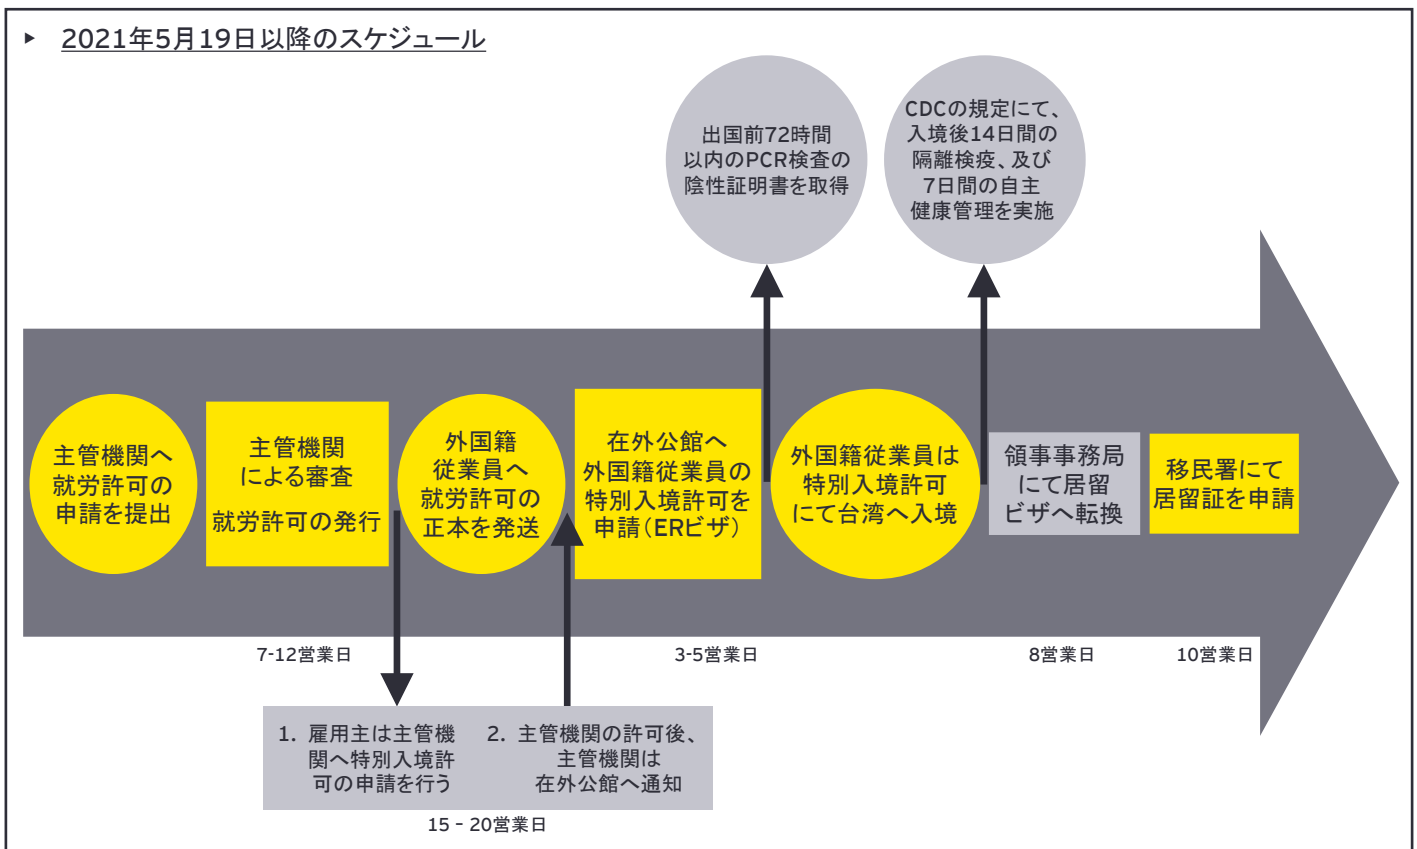 ▶ 2021年5月19日以降のスケジュール
出国前72時間
以内のPCR検査の
陰性証明書を取得
CDCの規定にて、
入境後14日間の
隔離検疫、及び
7日間の自主
健康管理を実施
主管機関へ
就労許可の
申請を提出
主管機関
による審査
就労許可の発行
外国籍
従業員へ
就労許可の
正本を発送
在外公館へ
外国籍従業員の
特別入境許可を
申請（ERビザ）
外国籍従業員は
特別入境許可
にて台湾へ入境
領事事務局
にて居留
ビザへ転換
移民署にて
居留証を申請
7-12営業日
3-5営業日
8営業日
10営業日
1. 雇用主は主管機
関へ特別入境許
可の申請を行う
2. 主管機関の許可後、
主管機関は
在外公館へ通知
15 - 20営業日